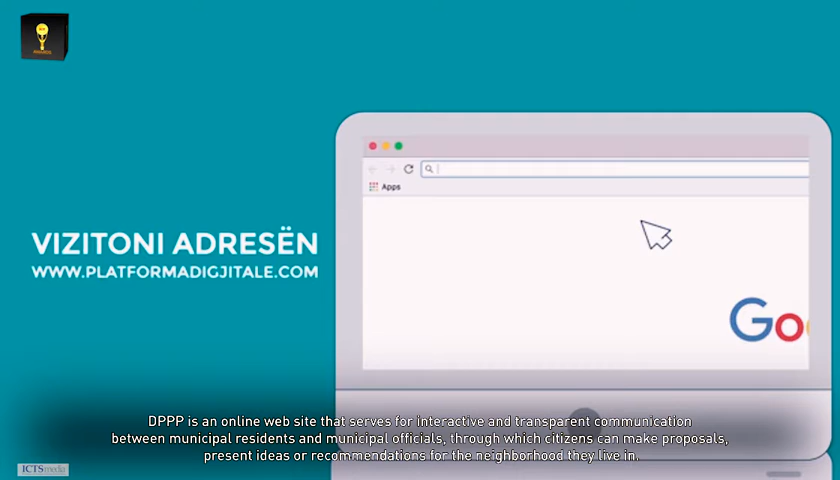 VIZITONI ADRESËN
WWW.PLATFORMADIGJITALE.COM
Apps
Goo
DPPP is an online web site that serves for interactive and transparent communication
between municipal residents and municipal officials, through which citizens can make proposals,
present ideas or recommendations for the neighborhood they live in.
ICTSmedia